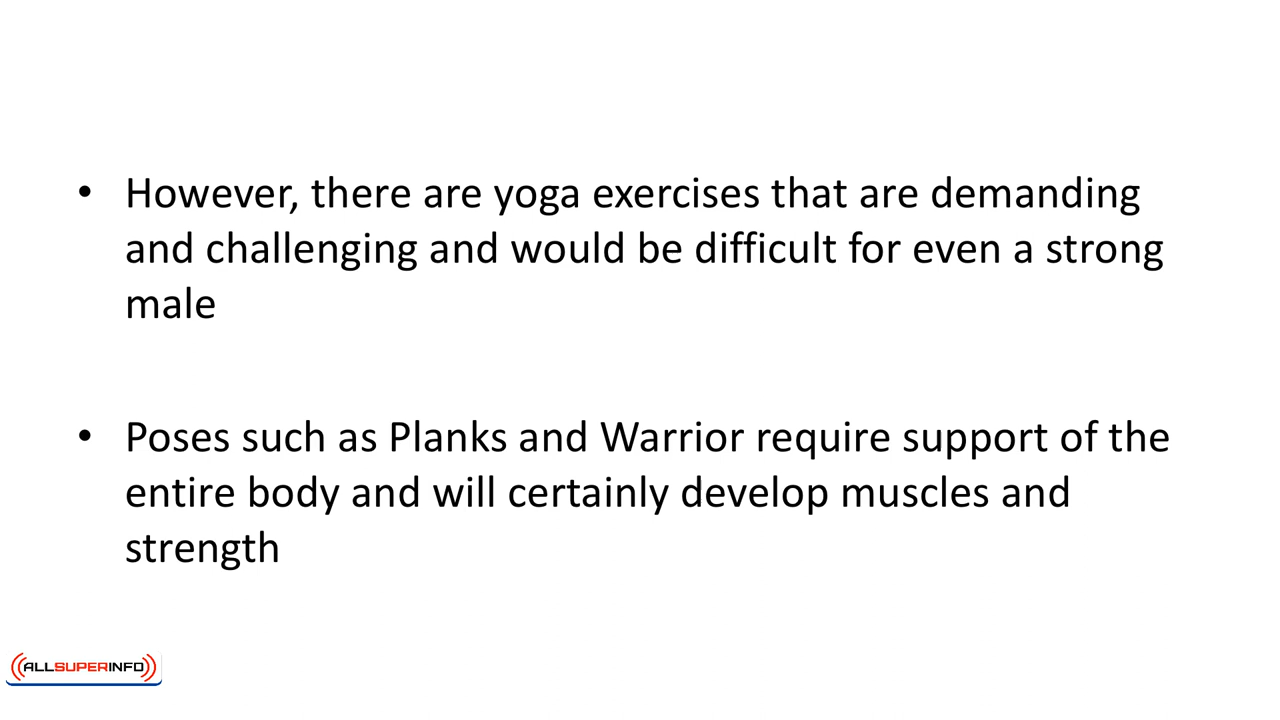 • However, there are yoga exercises that are demanding
and challenging and would be difficult for even a strong
male
• Poses such as Planks and Warrior require support of the
entire body and will certainly develop muscles and
strength
ALLSUPERINFO